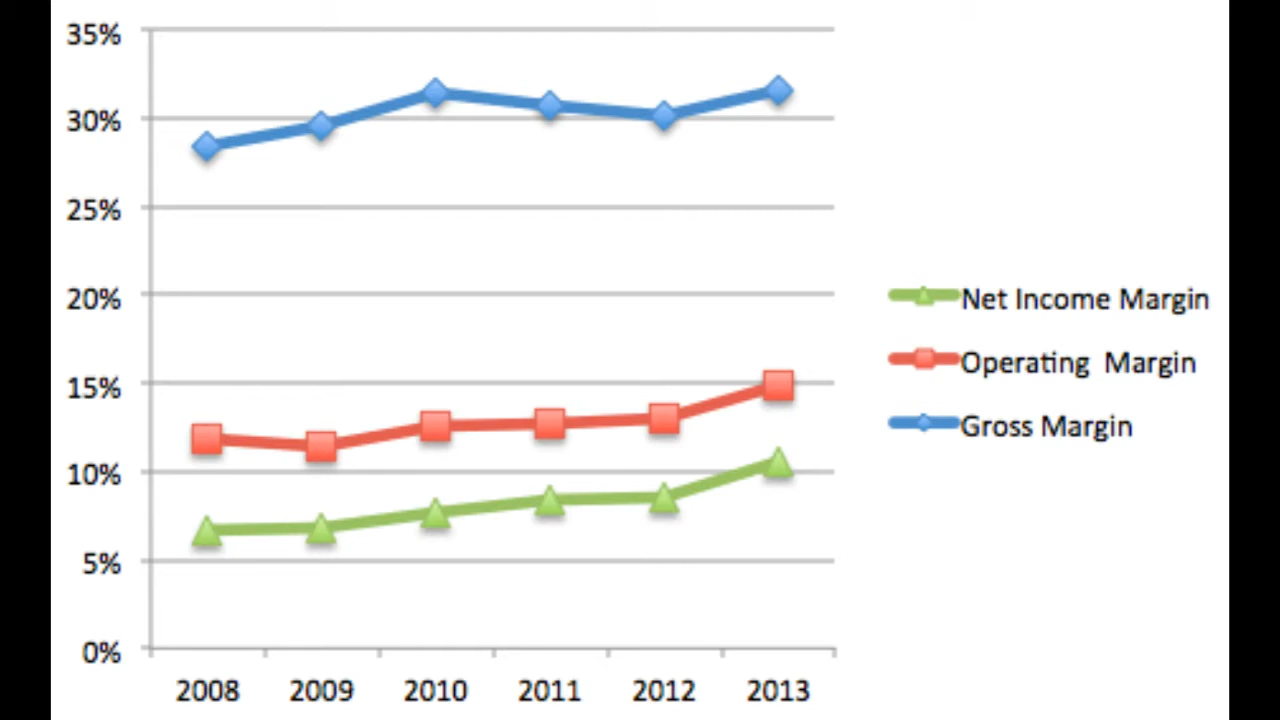 35%
30%
25%
20%
15%
10%
5%
0%
2008 2009 2010 2011 2012 2013
Net Income Margin
Operating  Margin
Gross Margin